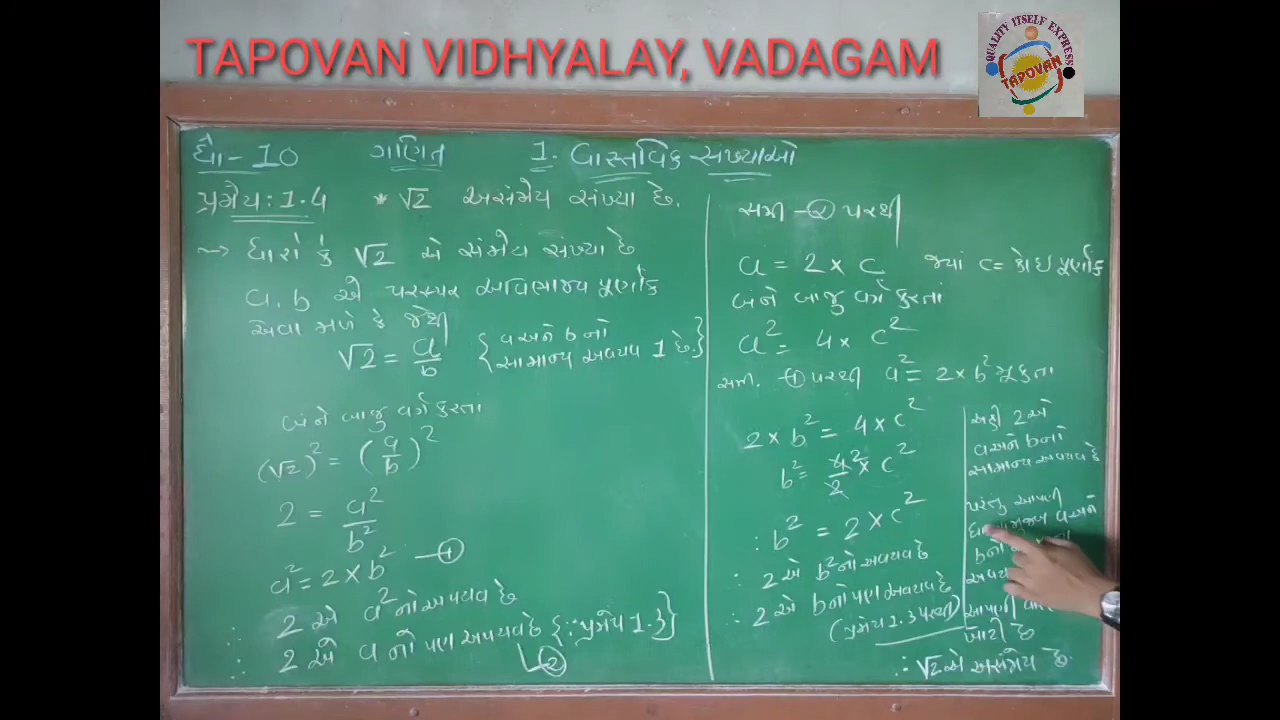 TAPOVAN VIDHYALAY, VADAGAM
QUALITY ITSELF EXPRESS
TAPOVAN
ધો - 10 ગણિત 1. વાસ્તવિક સંખ્યાઓ
પ્રમેય: 1.4 * √2 અસંમેય સંખ્યા છે.
→ ધારો કે √2 એ સંમેય સંખ્યા છે
a, b એ પરસ્પર અવિભાજ્ય પૂર્ણાંક
એવા મળે કે જેથી
√2 = a/b { a અને b નો
સામાન્ય અવયવ 1 છે. }
બંને બાજુ વર્ગ કરતાં
(√2)² = (a/b)²
2 = a²/b²
a² = 2 × b² —①
∴ 2 એ a² નો અવયવ છે
∴ 2 એ a નો પણ અવયવ છે {∵ પ્રમેય 1.3}
②
સમી - ② પરથી
a = 2 × c જ્યાં c = કોઇ પૂર્ણાંક
બંને બાજુ વર્ગ કરતાં
a² = 4 × c²
સમી. ① પરથી a² = 2 × b² મૂકતા
2 × b² = 4 × c²
b² = 4/2 2 × c²
∴ b² = 2 × c²
∴ 2 એ b² નો અવયવ છે
∴ 2 એ b નો પણ અવયવ છે
(પ્રમેય 1.3 પરથી)
અહી 2 એ
a અને b નો
સામાન્ય અવયવ છે
પરંતુ આપણી
મુજબ a અને
b નો
આપણી
ખોટી છે
∴ √2 એ અસંમેય છે.